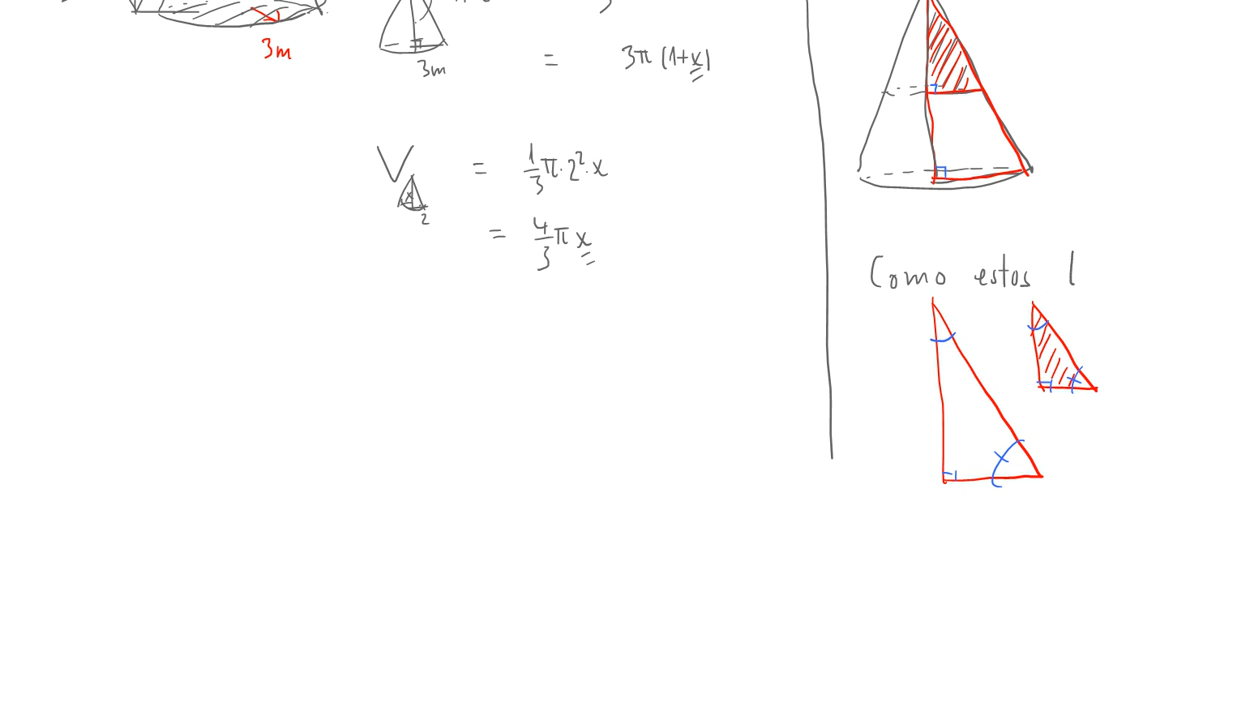 3m
3m
= 3π(1+x)
V 2 = 1/3 π·2²·x
= 4/3 π x
Como estos